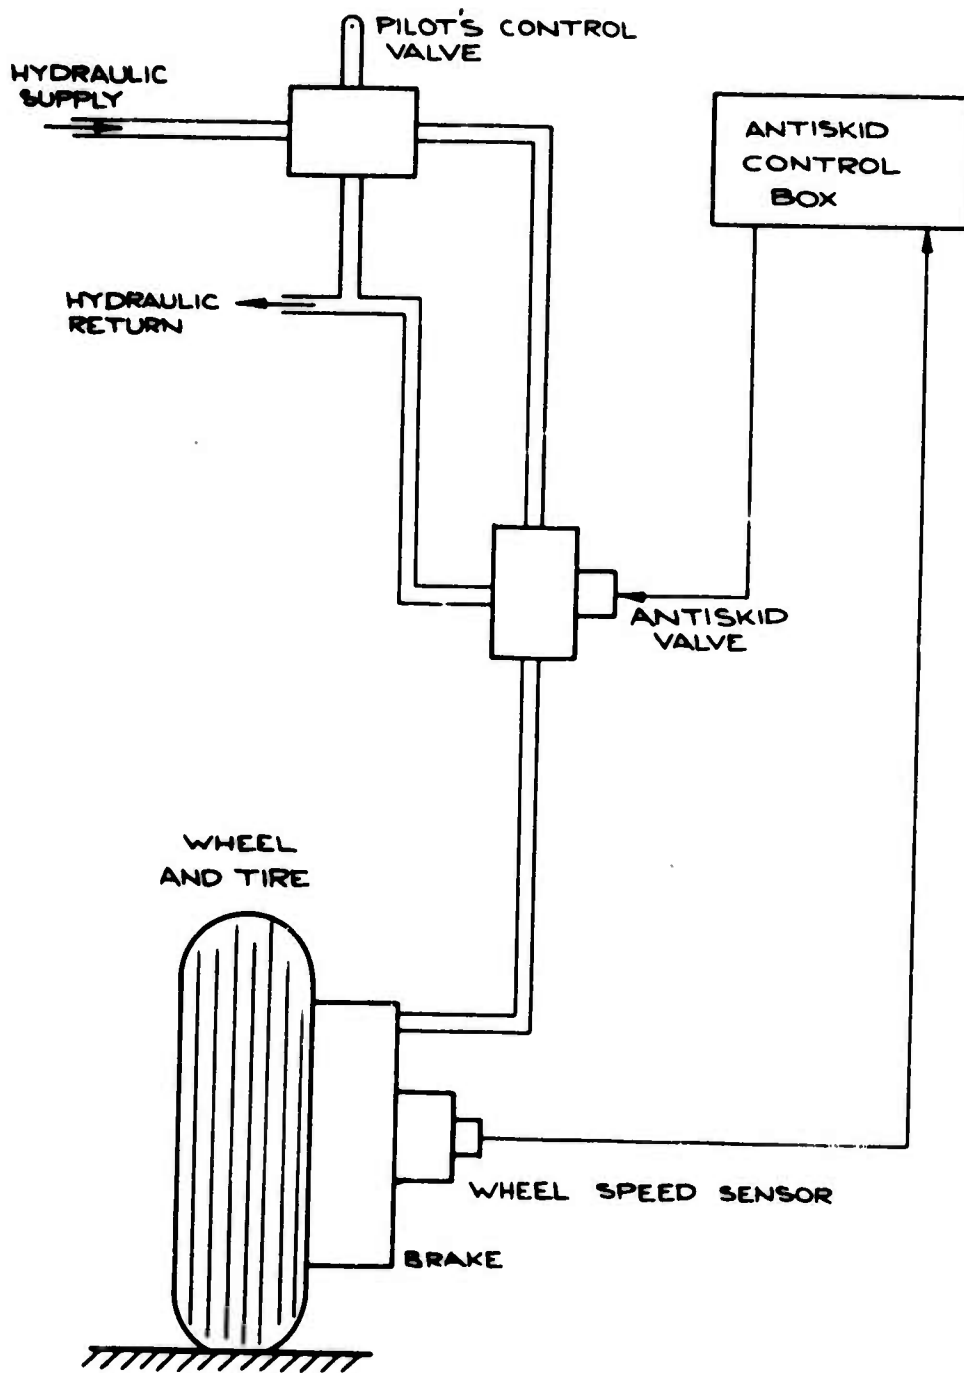 PILOT'S CONTROL
VALVE
HYDRAULIC
SUPPLY
ANTISKID
CONTROL
BOX
HYDRAULIC
RETURN
ANTISKID
VALVE
WHEEL
AND TIRE
WHEEL SPEED SENSOR
BRAKE